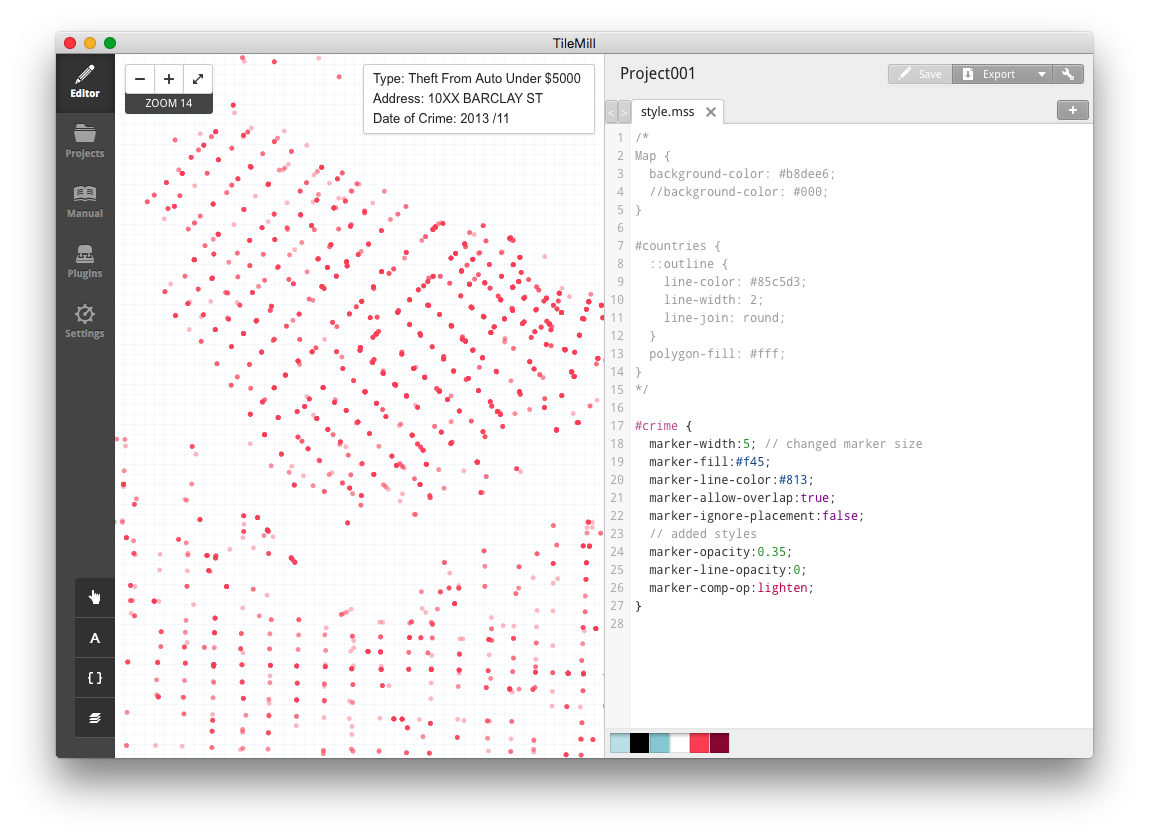 TileMill
Editor
Projects
Manual
Plugins
Settings
A
{}
− +
ZOOM 14
Type: Theft From Auto Under $5000
Address: 10XX BARCLAY ST
Date of Crime: 2013 /11
Project001
Save
Export
< >
style.mss
+
1 /*
2 Map {
3   background-color: #b8dee6;
4   //background-color: #000;
5 }
6
7 #countries {
8   ::outline {
9     line-color: #85c5d3;
10     line-width: 2;
11     line-join: round;
12   }
13   polygon-fill: #fff;
14 }
15 */
16
17 #crime {
18   marker-width:5; // changed marker size
19   marker-fill:#f45;
20   marker-line-color:#813;
21   marker-allow-overlap:true;
22   marker-ignore-placement:false;
23   // added styles
24   marker-opacity:0.35;
25   marker-line-opacity:0;
26   marker-comp-op:lighten;
27 }
28